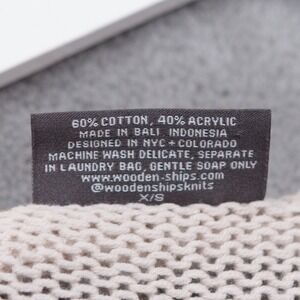 60% COTTON, 40% ACRYLIC
MADE IN BALI, INDONESIA
DESIGNED IN NYC + COLORADO
MACHINE WASH DELICATE, SEPARATE
IN LAUNDRY BAG, GENTLE SOAP ONLY
www.wooden-ships.com
@woodenshipsknits
X/S